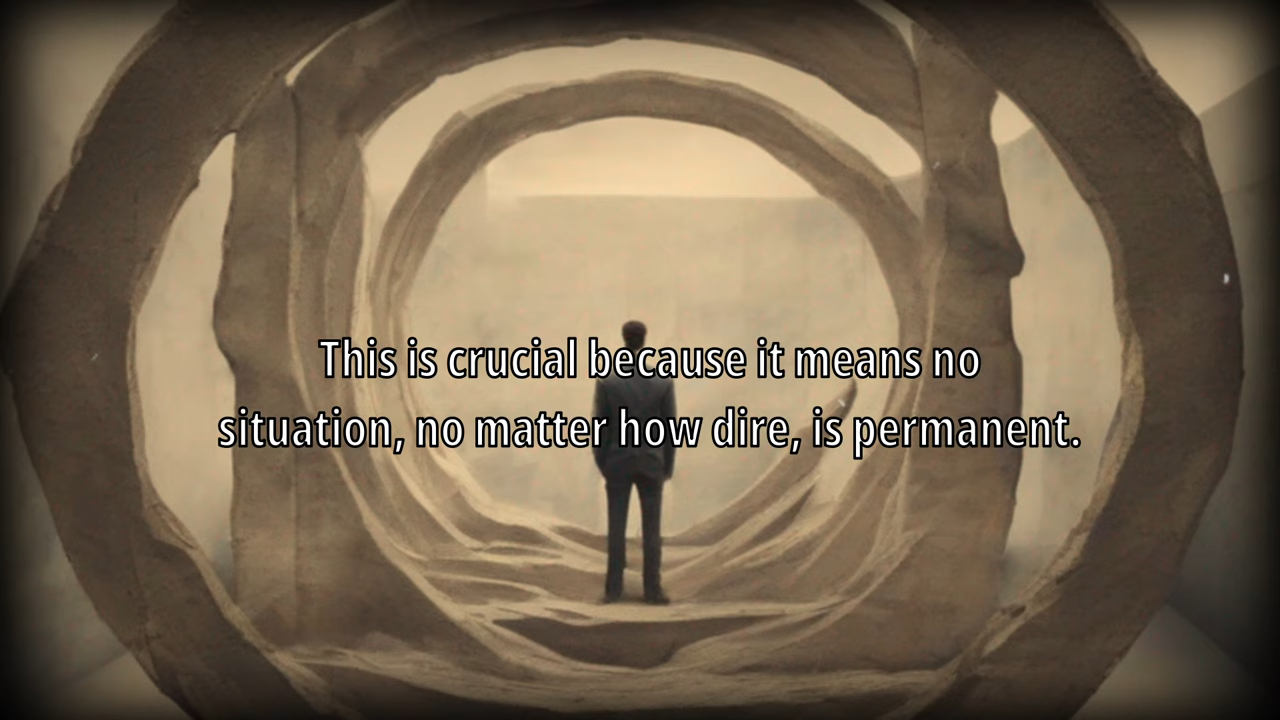 This is crucial because it means no
situation, no matter how dire, is permanent.